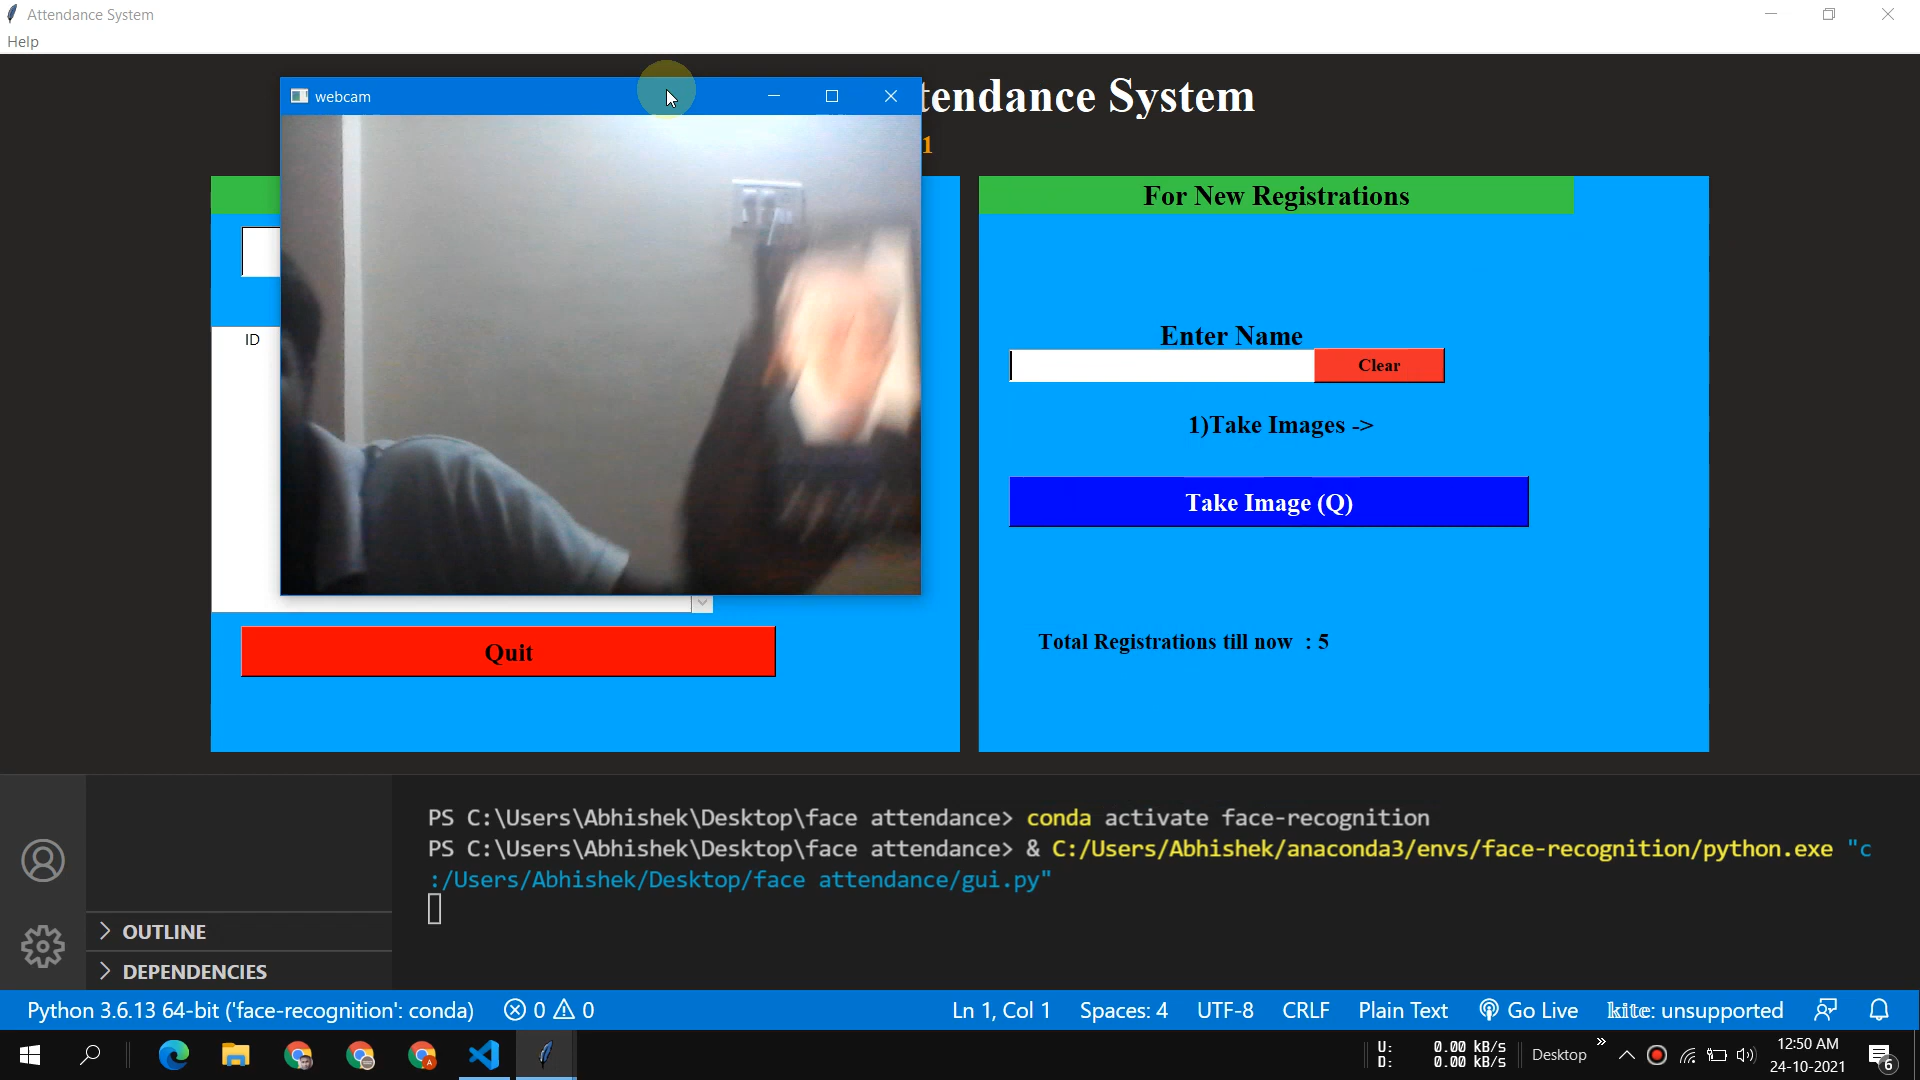 Attendance System
Help
webcam
tendance System
1
For New Registrations
ID
Enter Name
Clear
1)Take Images ->
Take Image (Q)
Total Registrations till now : 5
Quit
PS C:\Users\Abhishek\Desktop\face attendance> conda activate face-recognition
PS C:\Users\Abhishek\Desktop\face attendance> & C:/Users/Abhishek/anaconda3/envs/face-recognition/python.exe "c
:/Users/Abhishek/Desktop/face attendance/gui.py"
OUTLINE
DEPENDENCIES
Python 3.6.13 64-bit ('face-recognition': conda) 0 0 Ln 1, Col 1 Spaces: 4 UTF-8 CRLF Plain Text Go Live kite: unsupported
U: 0.00 kB/s
D: 0.00 kB/s
Desktop
12:50 AM
24-10-2021
6